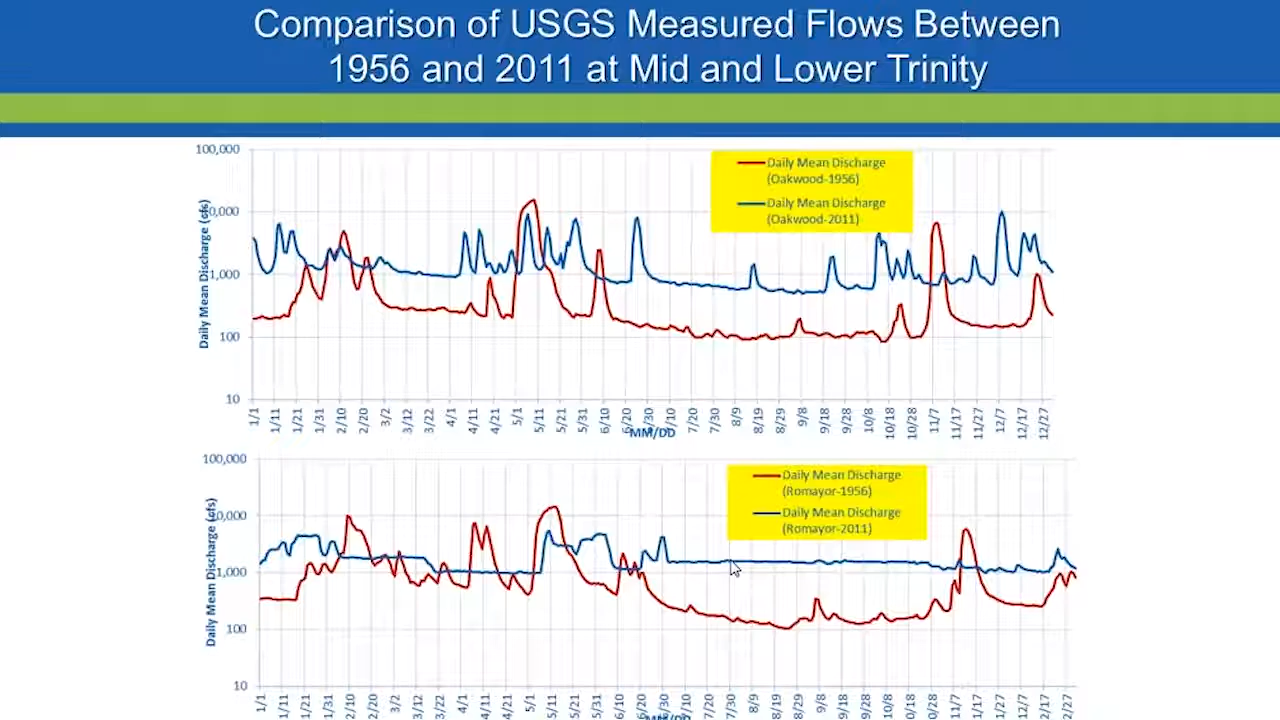 Comparison of USGS Measured Flows Between
1956 and 2011 at Mid and Lower Trinity
100,000
10,000
1,000
100
10
Daily Mean Discharge (cfs)
Daily Mean Discharge
(Oakwood-1956)
Daily Mean Discharge
(Oakwood-2011)
1/1 1/11 1/21 1/31 2/10 2/20 3/2 3/12 3/22 4/1 4/11 4/21 5/1 5/11 5/21 5/31 6/10 6/20 6/30 7/10 7/20 7/30 8/9 8/19 8/29 9/8 9/18 9/28 10/8 10/18 10/28 11/7 11/17 11/27 12/7 12/17 12/27
MM/DD
100,000
10,000
1,000
100
10
Daily Mean Discharge (cfs)
Daily Mean Discharge
(Romayor-1956)
Daily Mean Discharge
(Romayor-2011)
1/1 1/11 1/21 1/31 2/10 2/20 3/2 3/12 3/22 4/1 4/11 4/21 5/1 5/11 5/21 5/31 6/10 6/20 6/30 7/10 7/20 7/30 8/9 8/19 8/29 9/8 9/18 9/28 10/8 10/18 10/28 11/7 11/17 11/27 12/7 12/17 12/27
MM/DD